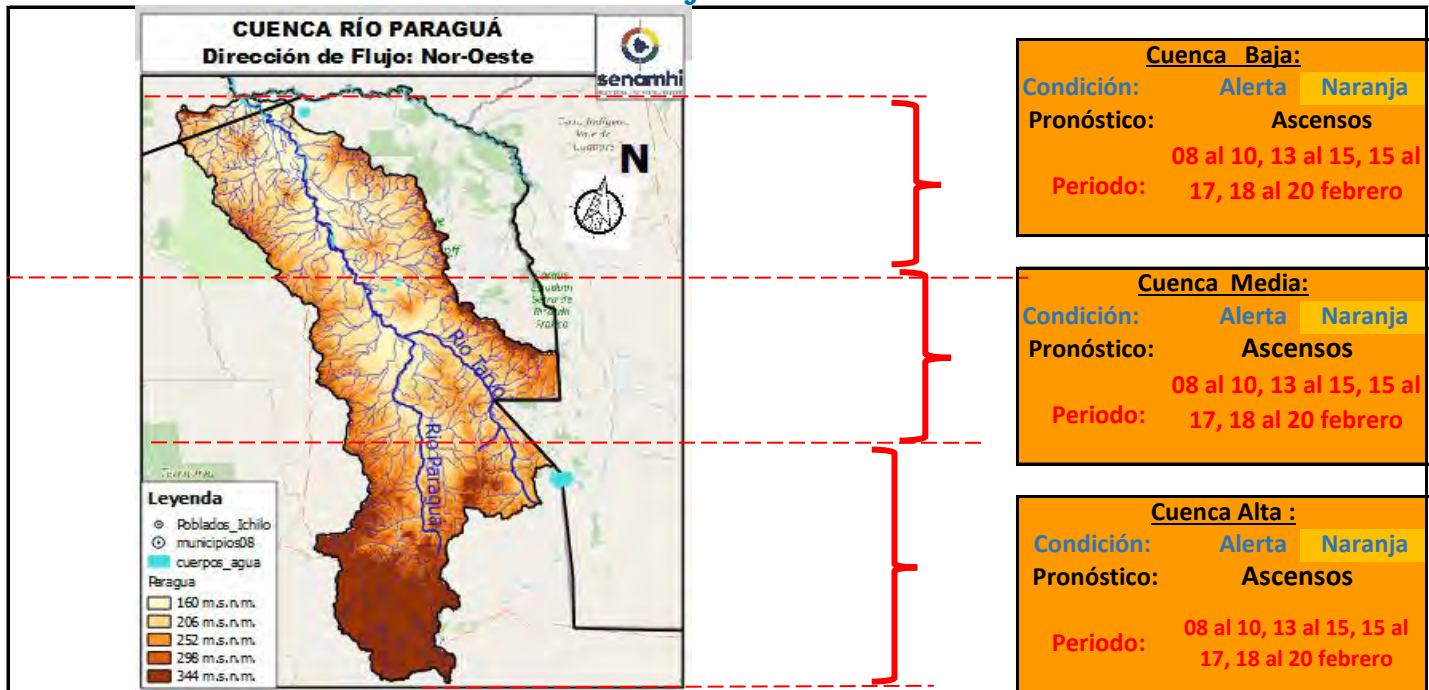 CUENCA RÍO PARAGUÁ
Dirección de Flujo: Nor-Oeste
senamhi
N
Río Tarvo
Río Paraguá
Leyenda
Poblados_Ichilo
municipios08
cuerpos_agua
Paragua
160 m.s.n.m.
206 m.s.n.m.
252 m.s.n.m.
298 m.s.n.m.
344 m.s.n.m.
Cuenca Baja:
Condición: Alerta Naranja
Pronóstico: Ascensos
Periodo: 08 al 10, 13 al 15, 15 al
17, 18 al 20 febrero
Cuenca Media:
Condición: Alerta Naranja
Pronóstico: Ascensos
Periodo: 08 al 10, 13 al 15, 15 al
17, 18 al 20 febrero
Cuenca Alta :
Condición: Alerta Naranja
Pronóstico: Ascensos
Periodo: 08 al 10, 13 al 15, 15 al
17, 18 al 20 febrero